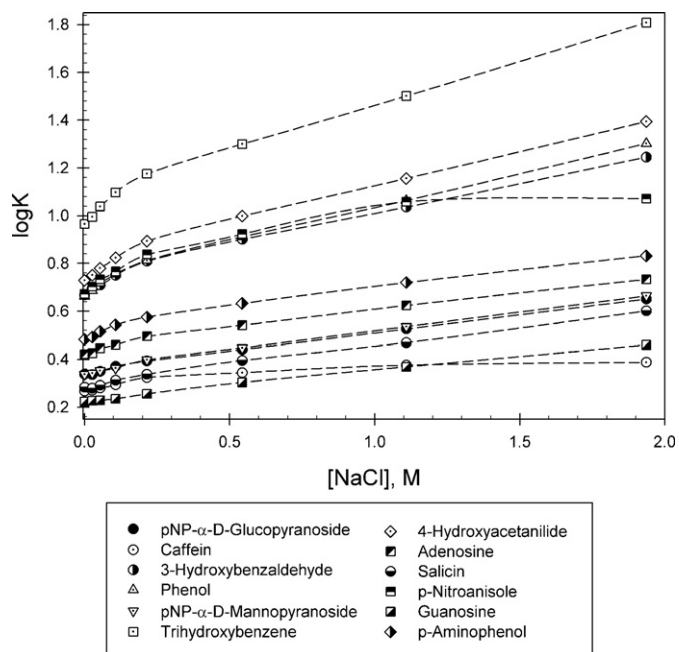 1.8
1.6
1.4
1.2
1.0
0.8
0.6
0.4
0.2
logK
0.0 0.5 1.0 1.5 2.0
[NaCl], M
pNP-α-D-Glucopyranoside
Caffein
3-Hydroxybenzaldehyde
Phenol
pNP-α-D-Mannopyranoside
Trihydroxybenzene
4-Hydroxyacetanilide
Adenosine
Salicin
p-Nitroanisole
Guanosine
p-Aminophenol